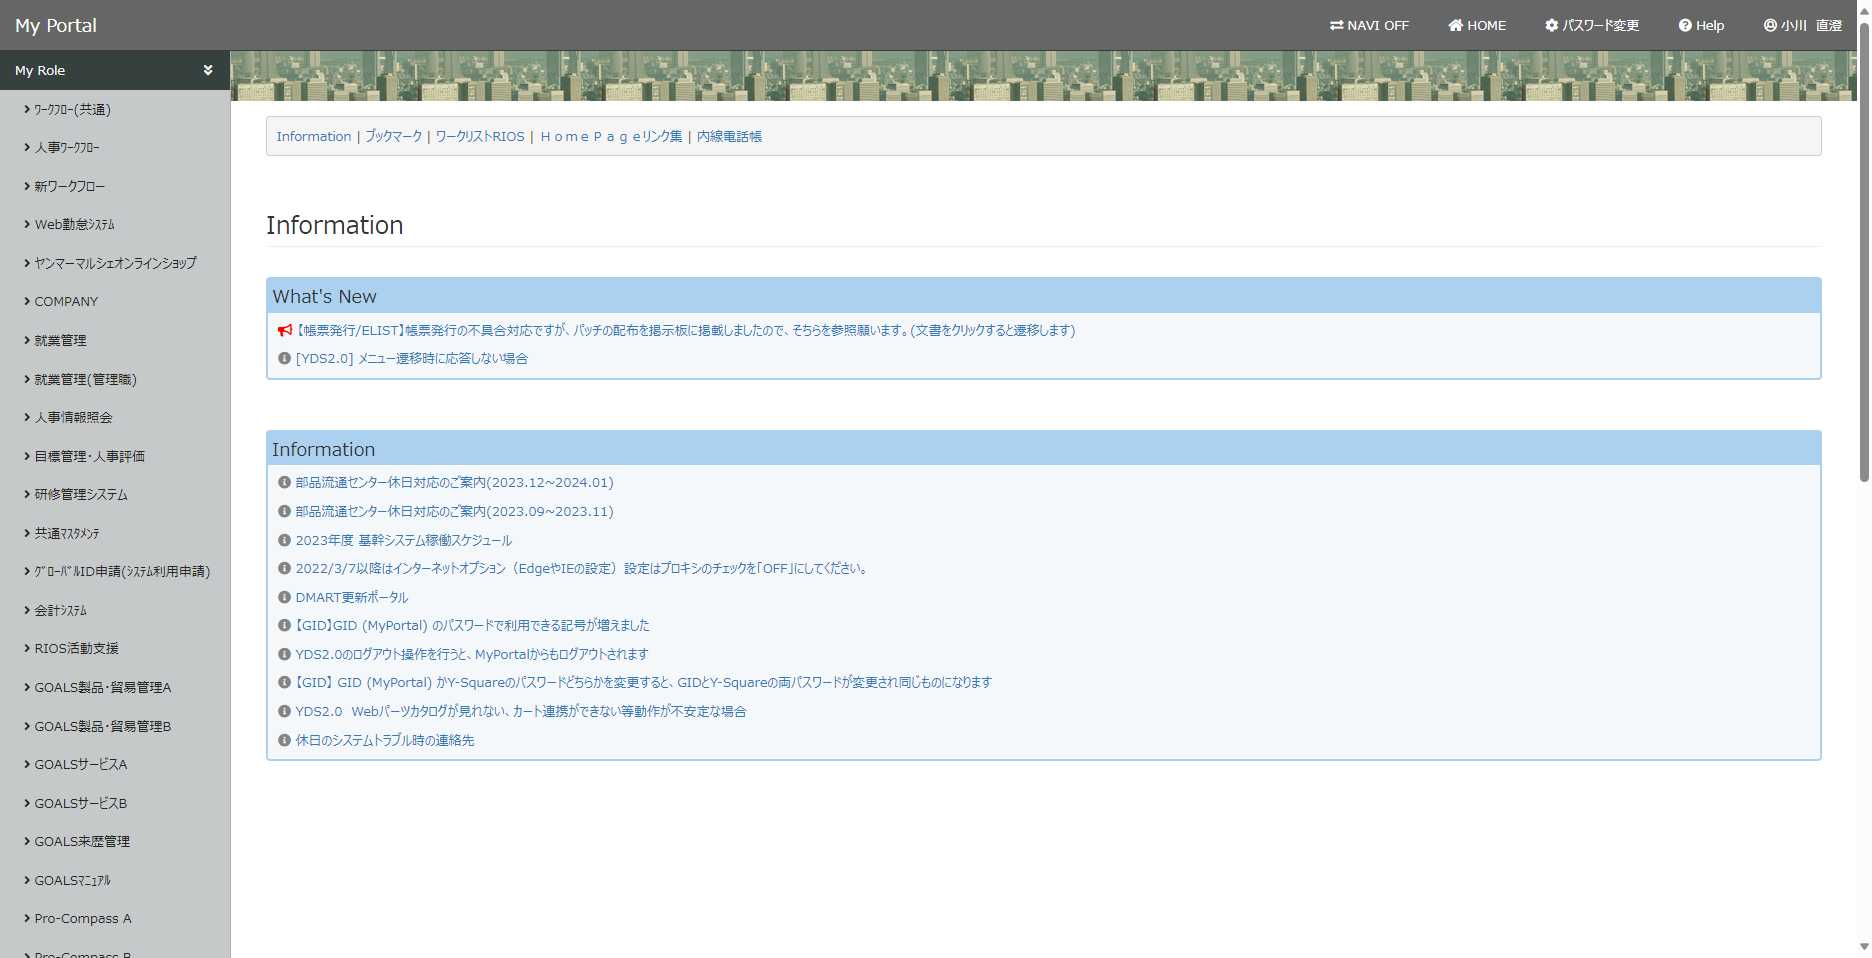 My Portal
NAVI OFF
HOME
パスワード変更
Help
小川　直澄
My Role
ﾜｰｸﾌﾛｰ(共通)
人事ﾜｰｸﾌﾛｰ
新ワークフロー
Web勤怠ｼｽﾃﾑ
ヤンマーマルシェオンラインショップ
COMPANY
就業管理
就業管理(管理職)
人事情報照会
目標管理・人事評価
研修管理システム
共通ﾏｽﾀﾒﾝﾃ
ｸﾞﾛｰﾊﾞﾙID申請(ｼｽﾃﾑ利用申請)
会計ｼｽﾃﾑ
RIOS活動支援
GOALS製品・貿易管理A
GOALS製品・貿易管理B
GOALSサービスA
GOALSサービスB
GOALS来歴管理
GOALSﾏﾆｭｱﾙ
Pro-Compass A
Pro-Compass B
Information | ブックマーク | ワークリストRIOS | ＨｏｍｅＰａｇｅリンク集 | 内線電話帳
Information
What's New
【帳票発行/ELIST】帳票発行の不具合対応ですが、パッチの配布を掲示板に掲載しましたので、そちらを参照願います。(文書をクリックすると遷移します)
[YDS2.0] メニュー遷移時に応答しない場合
Information
部品流通センター休日対応のご案内(2023.12~2024.01)
部品流通センター休日対応のご案内(2023.09~2023.11)
2023年度 基幹システム稼働スケジュール
2022/3/7以降はインターネットオプション（EdgeやIEの設定）設定はプロキシのチェックを「OFF」にしてください。
DMART更新ポータル
【GID】GID (MyPortal) のパスワードで利用できる記号が増えました
YDS2.0のログアウト操作を行うと、MyPortalからもログアウトされます
【GID】 GID (MyPortal) かY-Squareのパスワードどちらかを変更すると、GIDとY-Squareの両パスワードが変更され同じものになります
YDS2.0　Webパーツカタログが見れない、カート連携ができない等動作が不安定な場合
休日のシステムトラブル時の連絡先